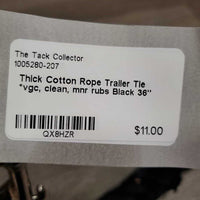 The Tack Collector
1005280-207
Thick Cotton Rope Trailer Tie
*vgc, clean, mnr rubs Black 36"
QX8HZR
$11.00